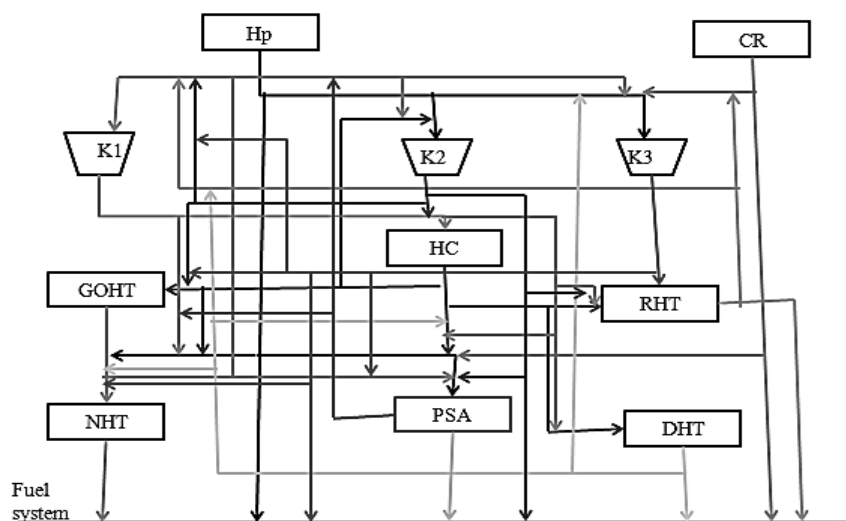 Hp
CR
K1
K2
K3
HC
GOHT
RHT
NHT
PSA
DHT
Fuel
system